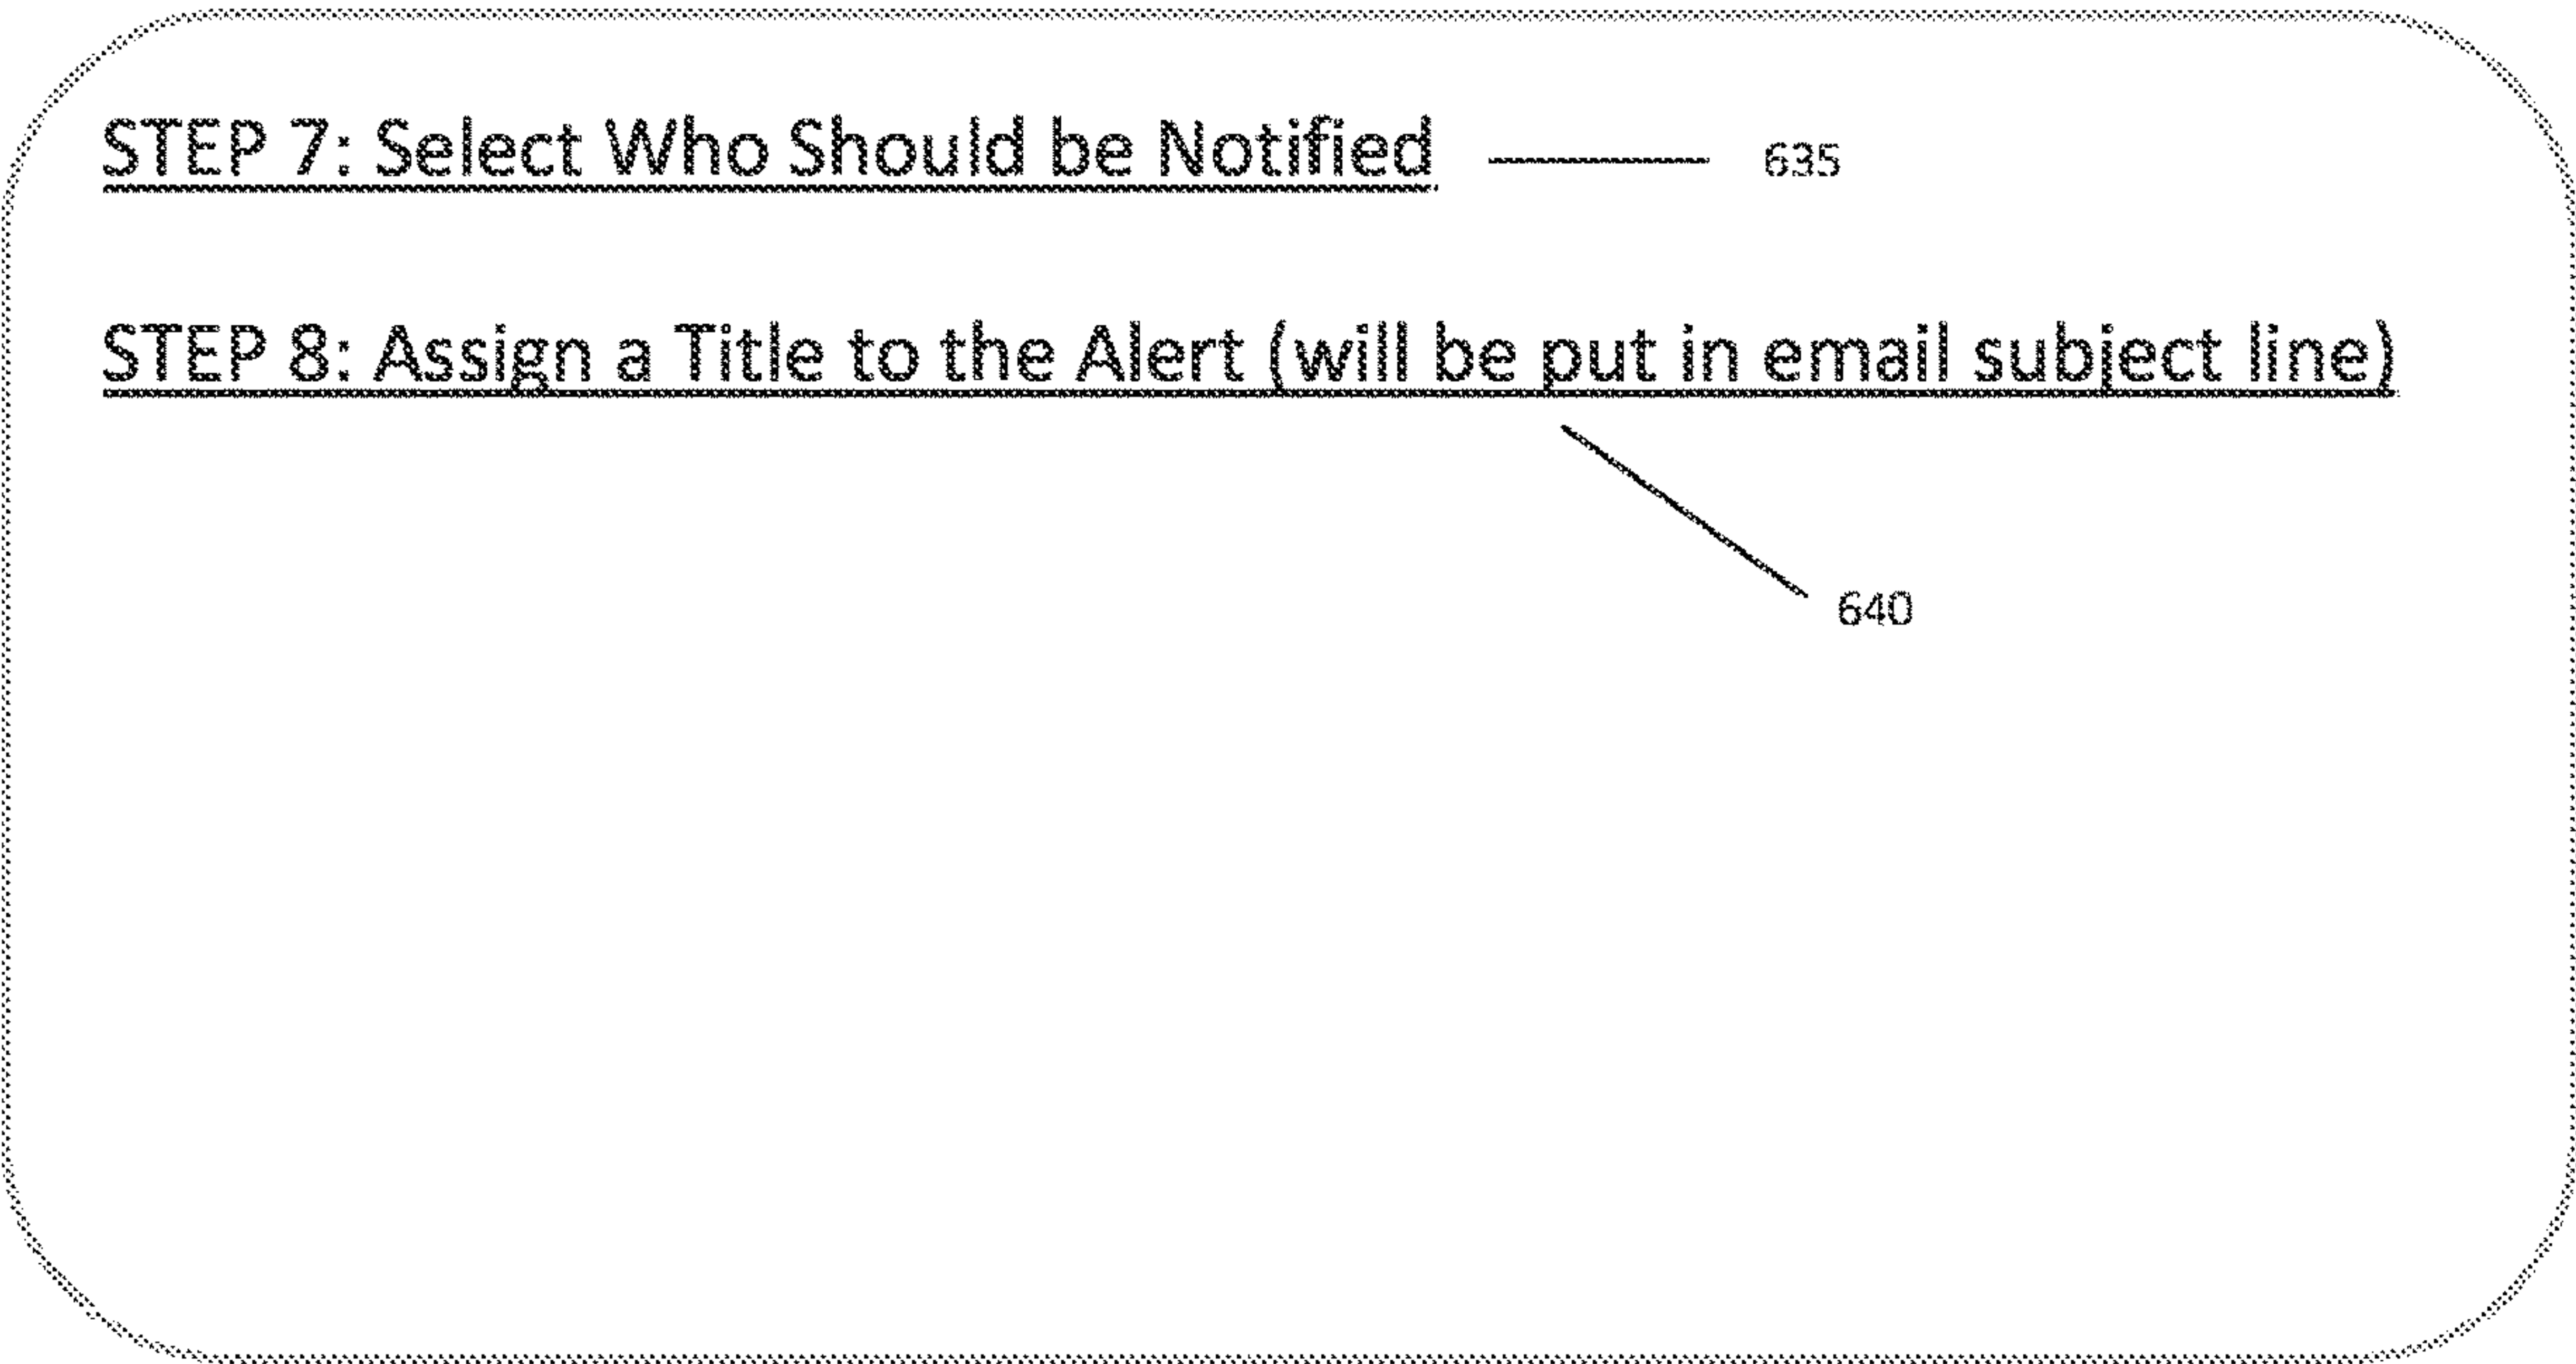 STEP 7: Select Who Should be Notified 635
STEP 8: Assign a Title to the Alert (will be put in email subject line)
640